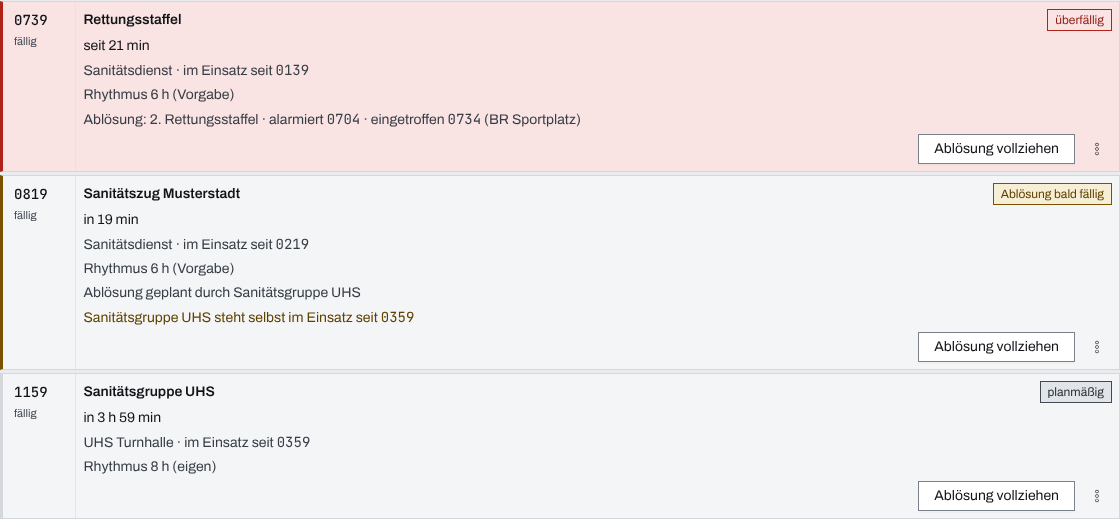 0739
fällig
Rettungsstaffel
überfällig
seit 21 min
Sanitätsdienst · im Einsatz seit 0139
Rhythmus 6 h (Vorgabe)
Ablösung: 2. Rettungsstaffel · alarmiert 0704 · eingetroffen 0734 (BR Sportplatz)
Ablösung vollziehen
0819
fällig
Sanitätszug Musterstadt
Ablösung bald fällig
in 19 min
Sanitätsdienst · im Einsatz seit 0219
Rhythmus 6 h (Vorgabe)
Ablösung geplant durch Sanitätsgruppe UHS
Sanitätsgruppe UHS steht selbst im Einsatz seit 0359
Ablösung vollziehen
1159
fällig
Sanitätsgruppe UHS
planmäßig
in 3 h 59 min
UHS Turnhalle · im Einsatz seit 0359
Rhythmus 8 h (eigen)
Ablösung vollziehen